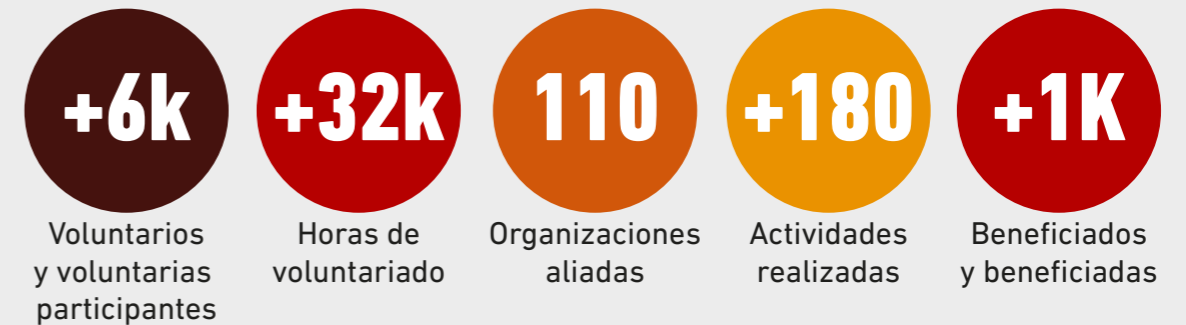 +6k
Voluntarios
y voluntarias
participantes
+32k
Horas de
voluntariado
110
Organizaciones
aliadas
+180
Actividades
realizadas
+1K
Beneficiados
y beneficiadas